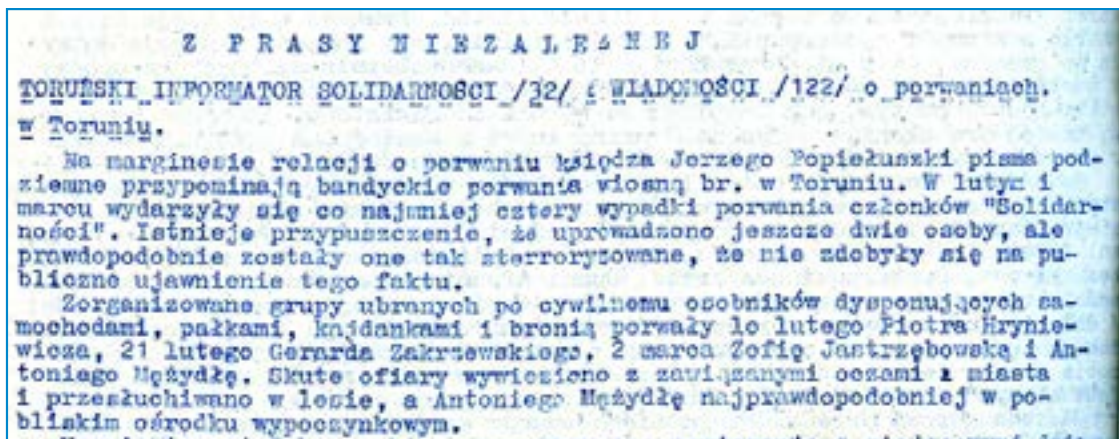 Z PRASY NIEZALEŻNEJ
TORUŃSKI INFORMATOR SOLIDARNOŚCI /32/ i WIADOMOŚCI /122/ o porwaniach.
w Toruniu.
Na marginesie relacji o porwaniu księdza Jerzego Popiełuszki pisma pod-
ziemne przypominają bandyckie porwania wiosną br. w Toruniu. W lutym i
marcu wydarzyły się co najmniej cztery wypadki porwania członków "Solidar-
ności". Istnieje przypuszczenie, że uprowadzono jeszcze dwie osoby, ale
prawdopodobnie zostały one tak sterroryzowane, że nie zdobyły się na pu-
bliczne ujawnienie tego faktu.
Zorganizowane grupy ubranych po cywilnemu osobników dysponujących sa-
mochodami, pałkami, kajdankami i bronią porwały lo lutego Piotra Hrynie-
wicza, 21 lutego Gerarda Zakrzewskiego, 2 marca Zofię Jastrzębowską i An-
toniego Mężydłę. Skute ofiary wywieziono z zawiązanymi oczami z miasta
i przesłuchiwano w lesie, a Antoniego Mężydłę najprawdopodobniej w po-
bliskim ośrodku wypoczynkowym.